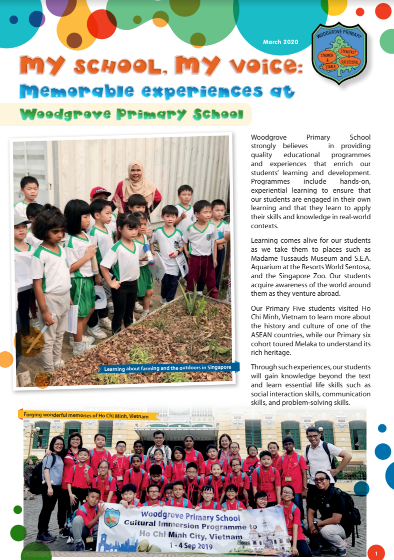 March 2020
WOODGROVE PRIMARY
MY SCHOOL, MY VOICE:
Memorable experiences at
Woodgrove Primary School
Woodgrove Primary School
strongly believes in providing
quality educational programmes
and experiences that enrich our
students' learning and development.
Programmes include hands-on,
experiential learning to ensure that
our students are engaged in their own
learning and that they learn to apply
their skills and knowledge in real-world
contexts.
Learning comes alive for our students
as we take them to places such as
Madame Tussauds Museum and S.E.A.
Aquarium at the Resorts World Sentosa,
and the Singapore Zoo. Our students
acquire awareness of the world around
them as they venture abroad.
Our Primary Five students visited Ho
Chi Minh, Vietnam to learn more about
the history and culture of one of the
ASEAN countries, while our Primary six
cohort toured Melaka to understand its
rich heritage.
Through such experiences, our students
will gain knowledge beyond the text
and learn essential life skills such as
social interaction skills, communication
skills, and problem-solving skills.
Learning about farming and the outdoors in Singapore
Forging wonderful memories of Ho Chi Minh, Vietnam
Woodgrove Primary School
Cultural Immersion Programme to
Ho Chi Minh City, Vietnam
1 - 4 Sep 2019
1